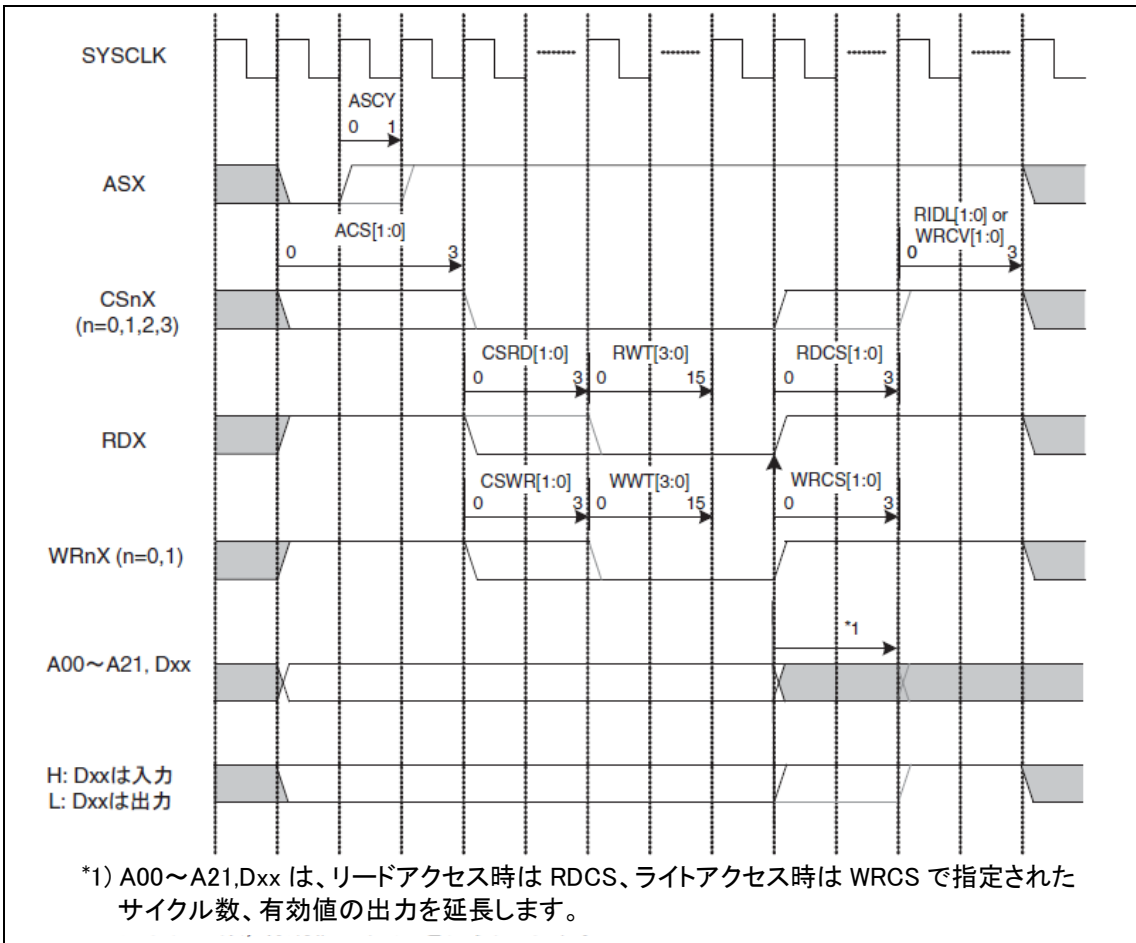 SYSCLK
ASCY
0 1
ASX
ACS[1:0]
0 3
RIDL[1:0] or
WRCV[1:0]
0 3
CSnX
(n=0,1,2,3)
CSRD[1:0] RWT[3:0] RDCS[1:0]
0 3 0 15 0 3
RDX
CSWR[1:0] WWT[3:0] WRCS[1:0]
0 3 0 15 0 3
WRnX (n=0,1)
*1
A00~A21, Dxx
H: Dxxは入力
L: Dxxは出力
*1) A00~A21,Dxx は、リードアクセス時は RDCS、ライトアクセス時は WRCS で指定された
サイクル数、有効値の出力を延長します。